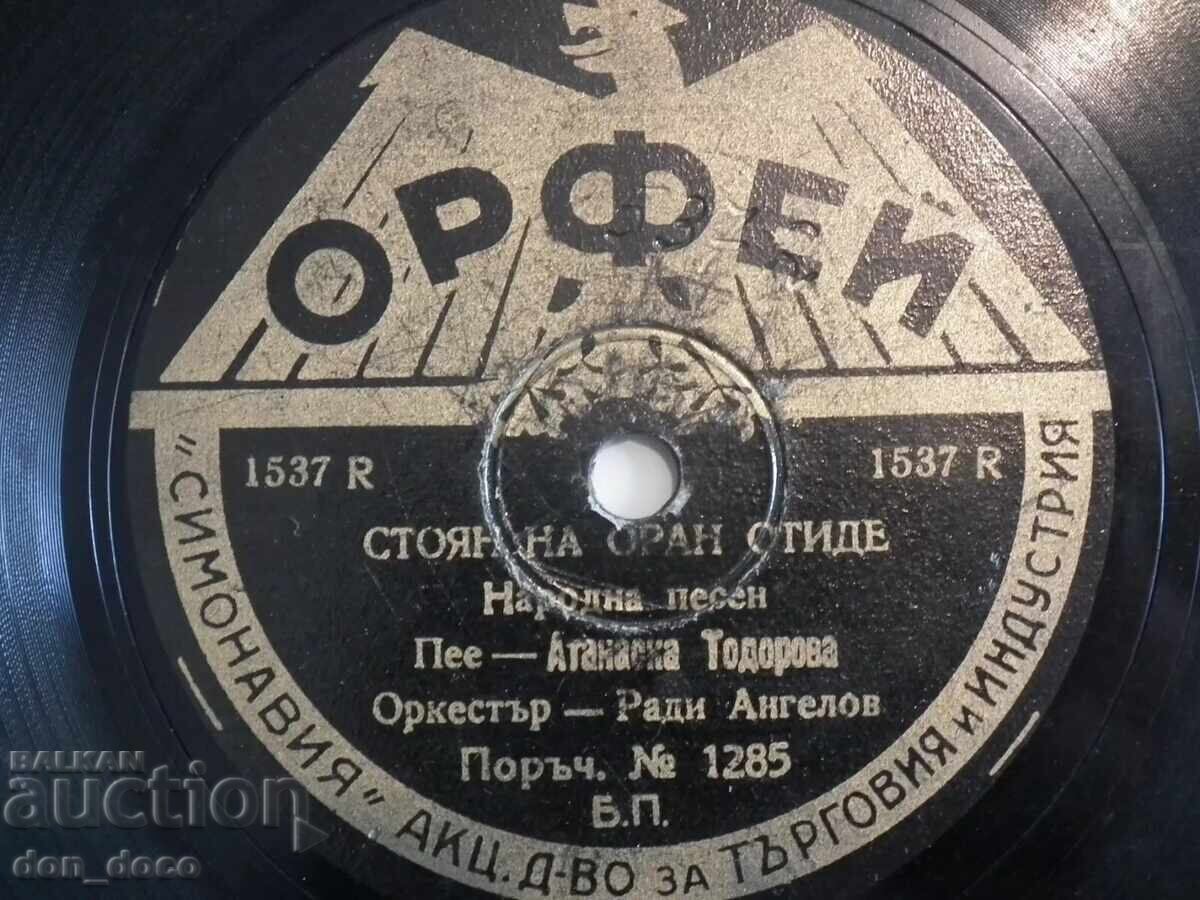 ОРФЕЙ
1537 R
1537 R
СТОЯН НА ОРАН ОТИДЕ
Народна песен
Пее — Атанаска Тодорова
Оркестър — Ради Ангелов
Поръч. № 1285
Б.П.
„СИМОНАВИЯ" АКЦ. Д-ВО ЗА ТЪРГОВИЯ И ИНДУСТРИЯ
BALKAN
auction
don_doco